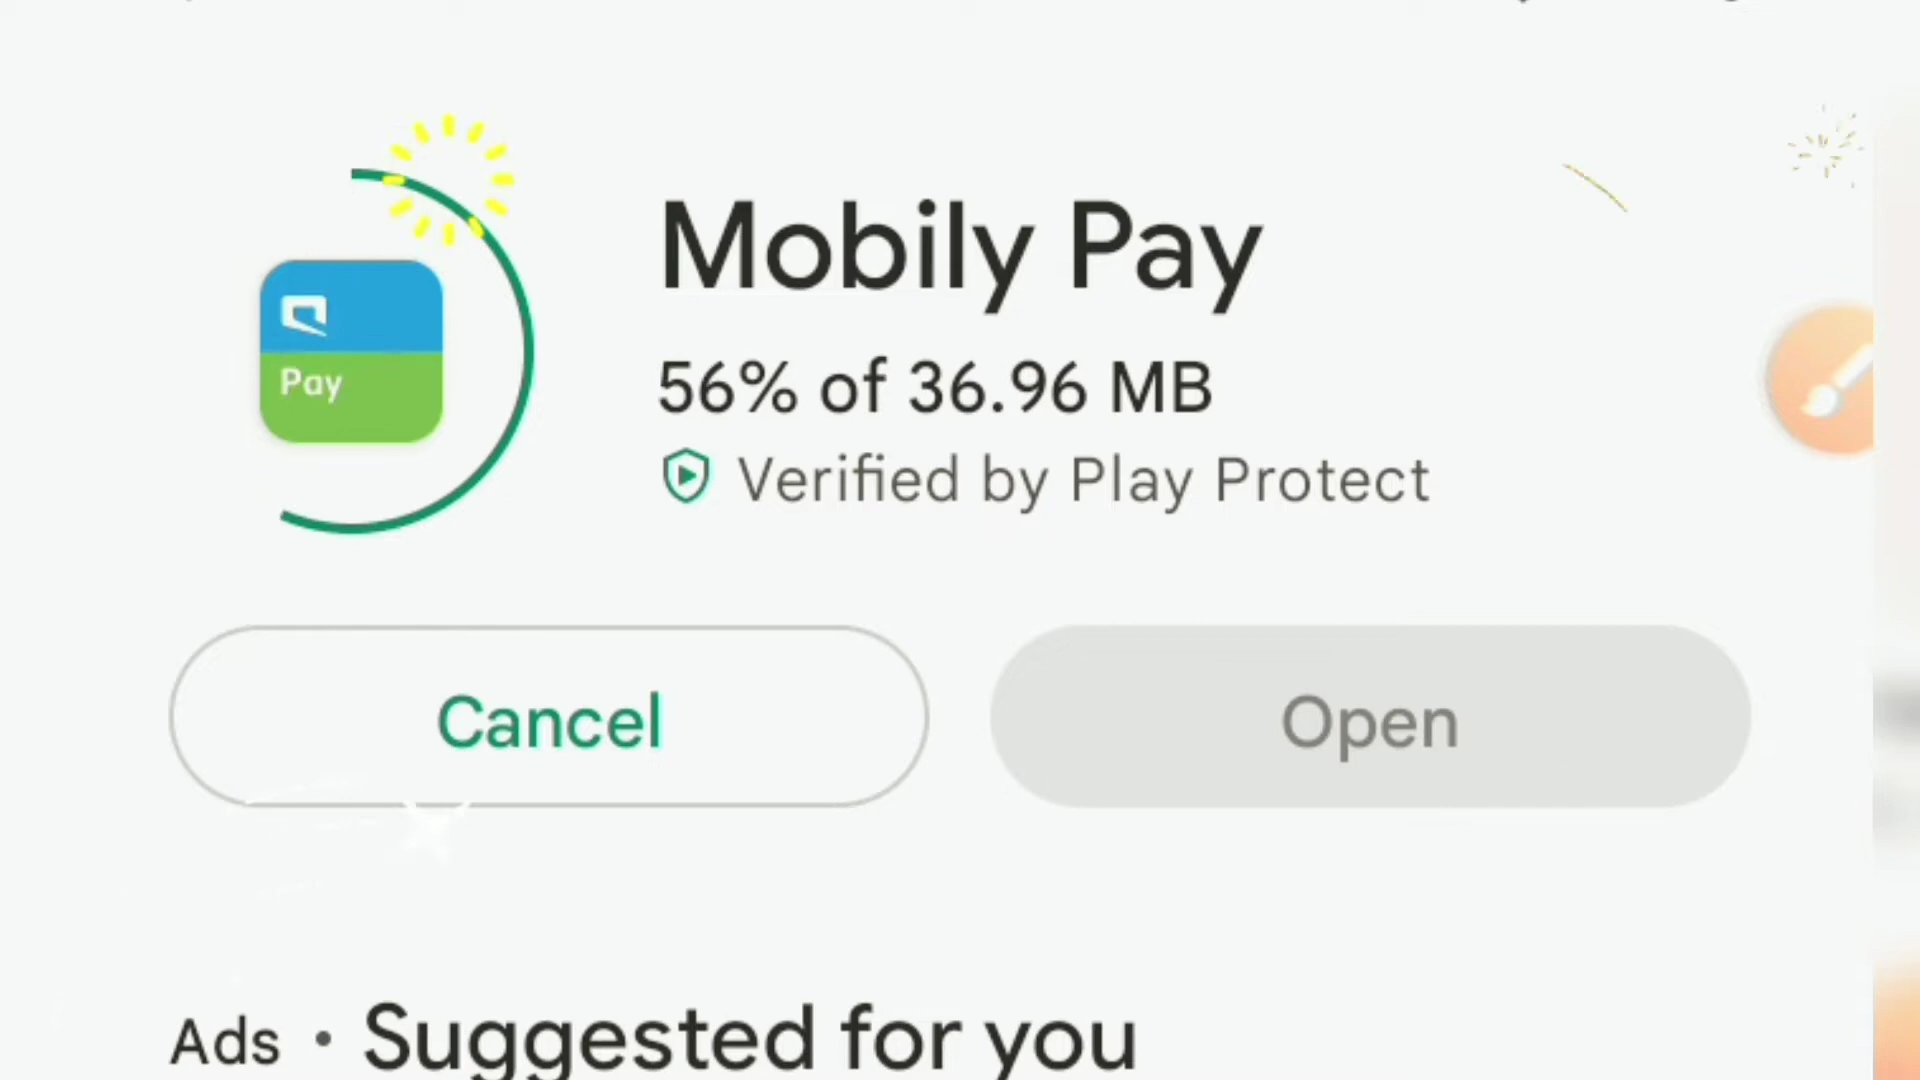 Mobily Pay
Pay
56% of 36.96 MB
Verified by Play Protect
Cancel
Open
Ads • Suggested for you